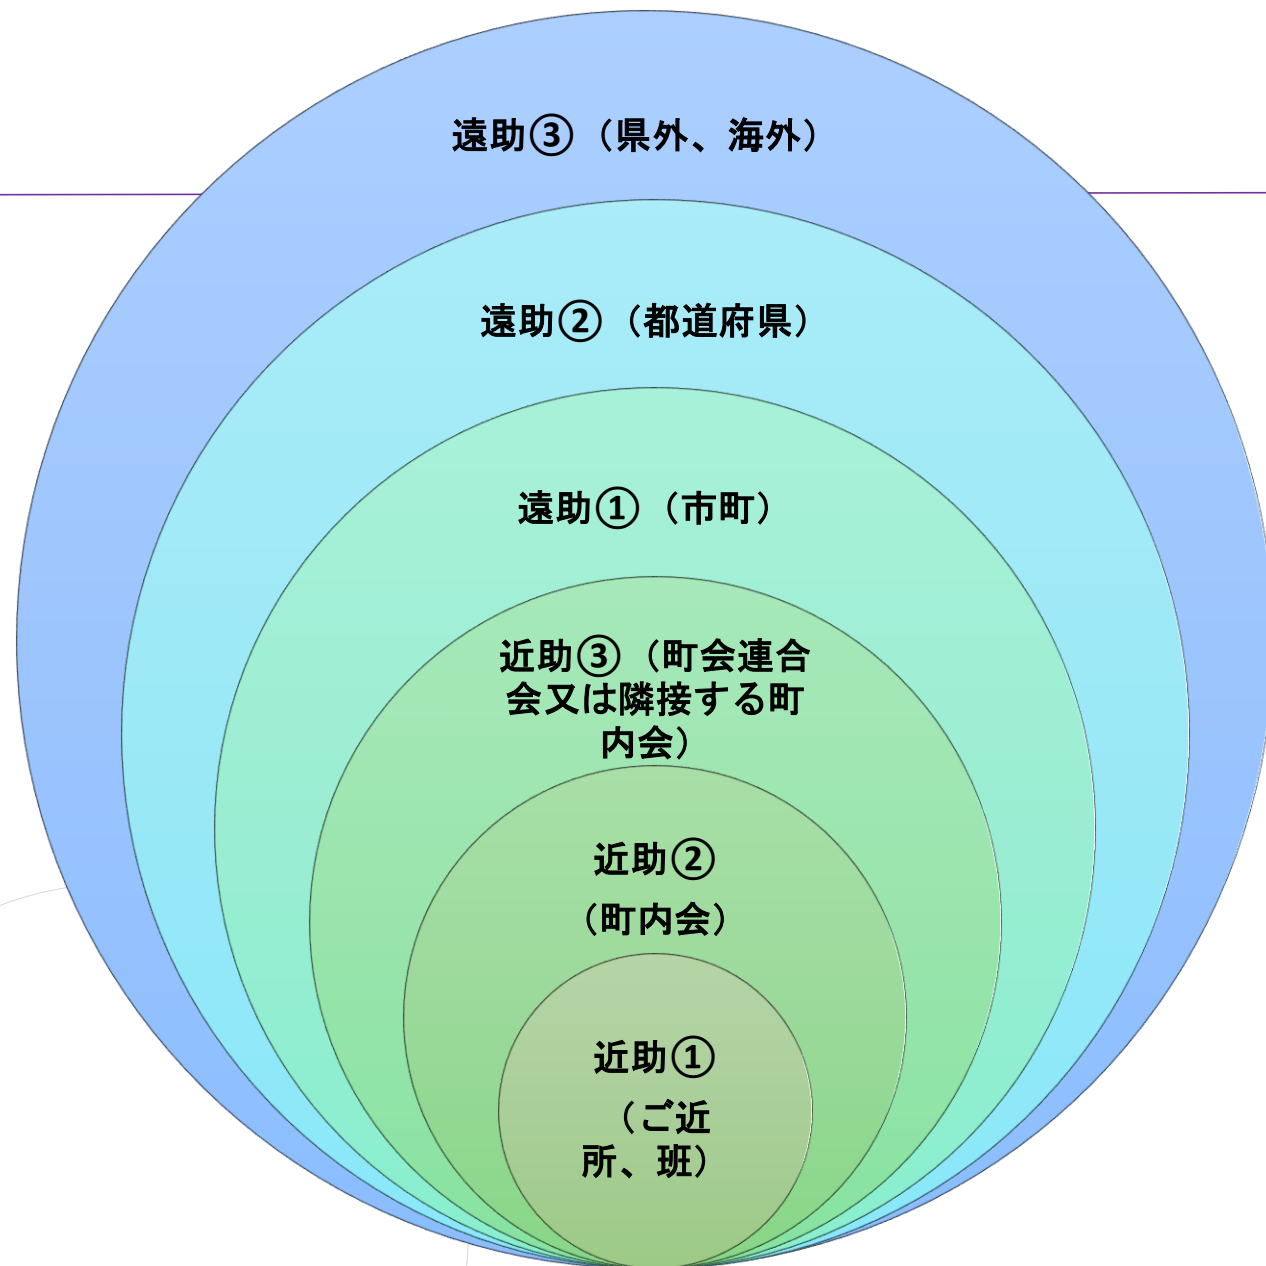 遠助③（県外、海外）
遠助②（都道府県）
遠助①（市町）
近助③（町会連合
会又は隣接する町
内会）
近助②
（町内会）
近助①
（ご近
所、班）